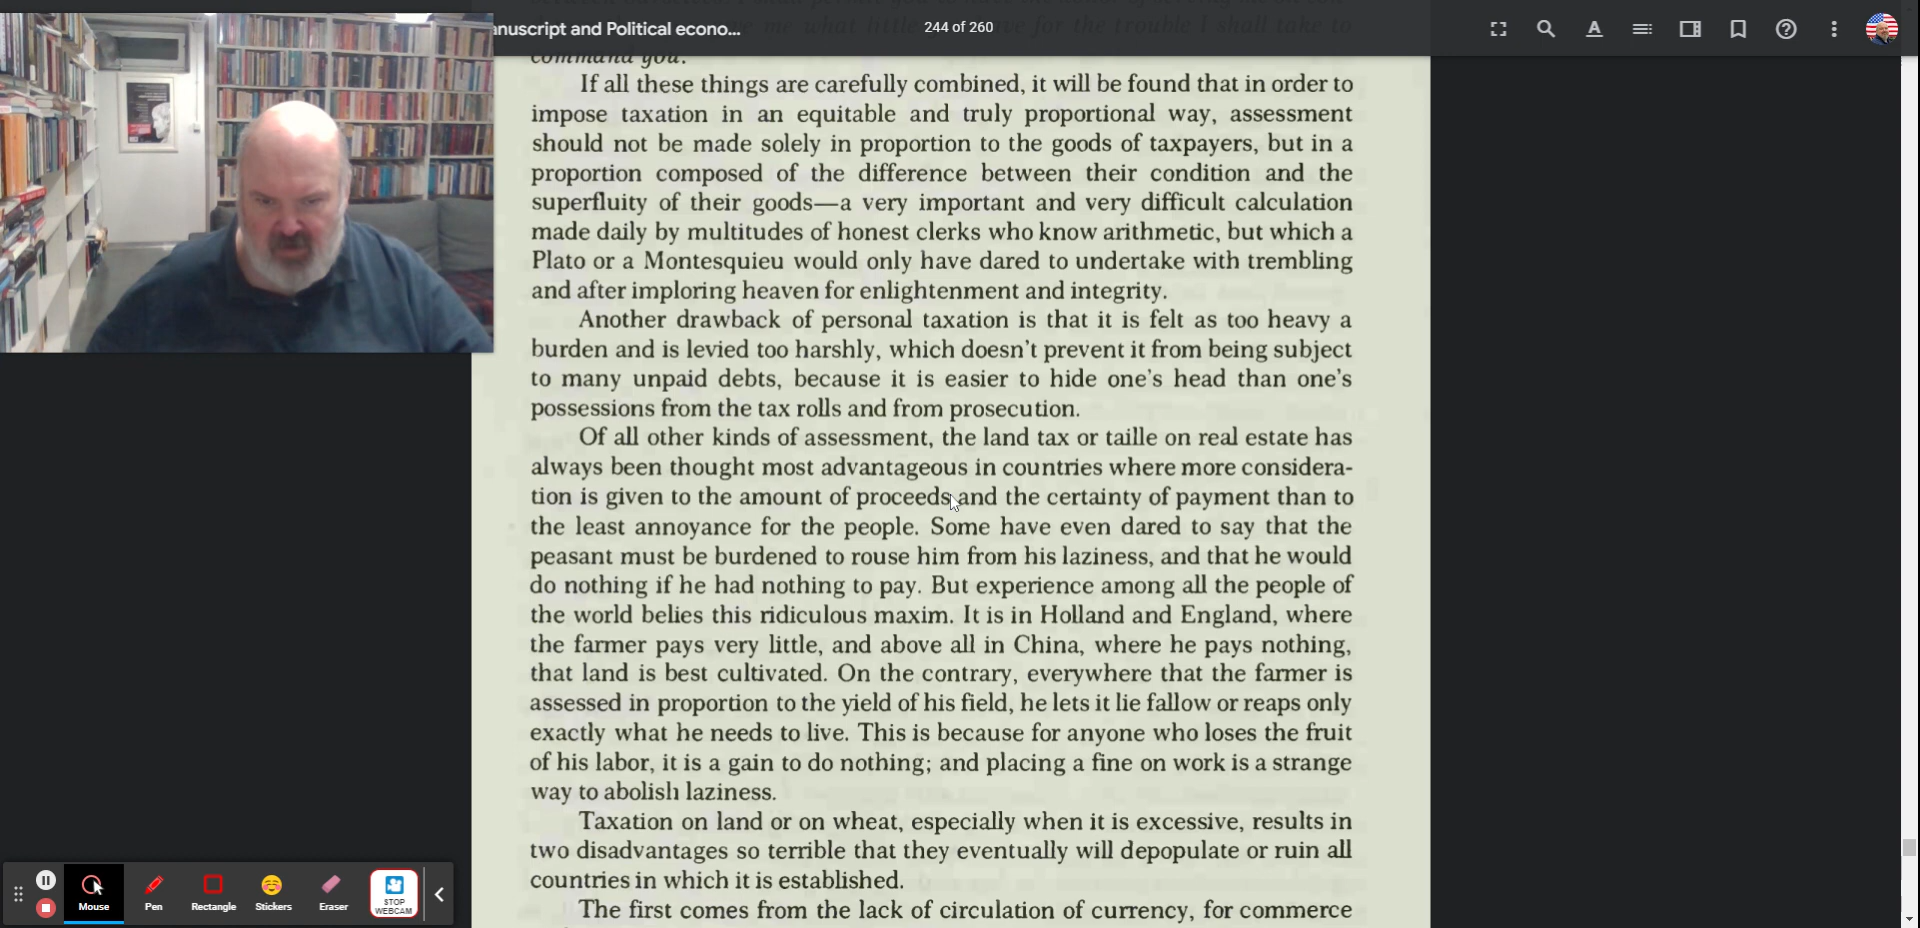 anuscript and Political econo...
244 of 260
me what little
ve for the trouble I shall take to
command you.
If all these things are carefully combined, it will be found that in order to
impose taxation in an equitable and truly proportional way, assessment
should not be made solely in proportion to the goods of taxpayers, but in a
proportion composed of the difference between their condition and the
superfluity of their goods—a very important and very difficult calculation
made daily by multitudes of honest clerks who know arithmetic, but which a
Plato or a Montesquieu would only have dared to undertake with trembling
and after imploring heaven for enlightenment and integrity.
Another drawback of personal taxation is that it is felt as too heavy a
burden and is levied too harshly, which doesn't prevent it from being subject
to many unpaid debts, because it is easier to hide one's head than one's
possessions from the tax rolls and from prosecution.
Of all other kinds of assessment, the land tax or taille on real estate has
always been thought most advantageous in countries where more considera-
tion is given to the amount of proceeds and the certainty of payment than to
the least annoyance for the people. Some have even dared to say that the
peasant must be burdened to rouse him from his laziness, and that he would
do nothing if he had nothing to pay. But experience among all the people of
the world belies this ridiculous maxim. It is in Holland and England, where
the farmer pays very little, and above all in China, where he pays nothing,
that land is best cultivated. On the contrary, everywhere that the farmer is
assessed in proportion to the yield of his field, he lets it lie fallow or reaps only
exactly what he needs to live. This is because for anyone who loses the fruit
of his labor, it is a gain to do nothing; and placing a fine on work is a strange
way to abolish laziness.
Taxation on land or on wheat, especially when it is excessive, results in
two disadvantages so terrible that they eventually will depopulate or ruin all
countries in which it is established.
The first comes from the lack of circulation of currency, for commerce
Mouse
Pen
Rectangle
Stickers
Eraser
STOP
WEBCAM